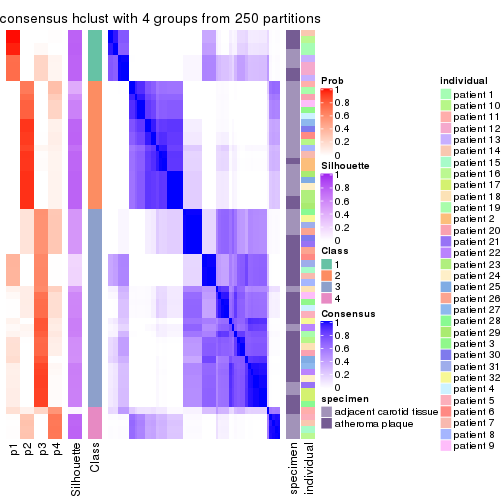 consensus hclust with 4 groups from 250 partitions
Prob
1
0.8
0.6
0.4
0.2
0
Silhouette
1
0.8
0.6
0.4
0.2
0
Class
1
2
3
4
Consensus
1
0.8
0.6
0.4
0.2
0
specimen
adjacent carotid tissue
atheroma plaque
individual
patient 1
patient 10
patient 11
patient 12
patient 13
patient 14
patient 15
patient 16
patient 17
patient 18
patient 19
patient 2
patient 20
patient 21
patient 22
patient 23
patient 24
patient 25
patient 26
patient 27
patient 28
patient 29
patient 3
patient 30
patient 31
patient 32
patient 4
patient 5
patient 6
patient 7
patient 8
patient 9
p1
p2
p3
p4
Silhouette
Class
specimen
individual